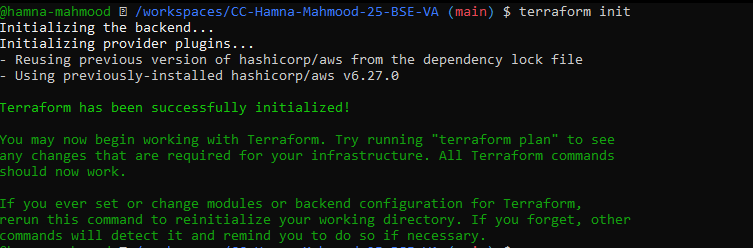 @hamna-mahmood /workspaces/CC-Hamna-Mahmood-25-BSE-VA (main) $ terraform init
Initializing the backend...
Initializing provider plugins...
- Reusing previous version of hashicorp/aws from the dependency lock file
- Using previously-installed hashicorp/aws v6.27.0
Terraform has been successfully initialized!
You may now begin working with Terraform. Try running "terraform plan" to see
any changes that are required for your infrastructure. All Terraform commands
should now work.
If you ever set or change modules or backend configuration for Terraform,
rerun this command to reinitialize your working directory. If you forget, other
commands will detect it and remind you to do so if necessary.